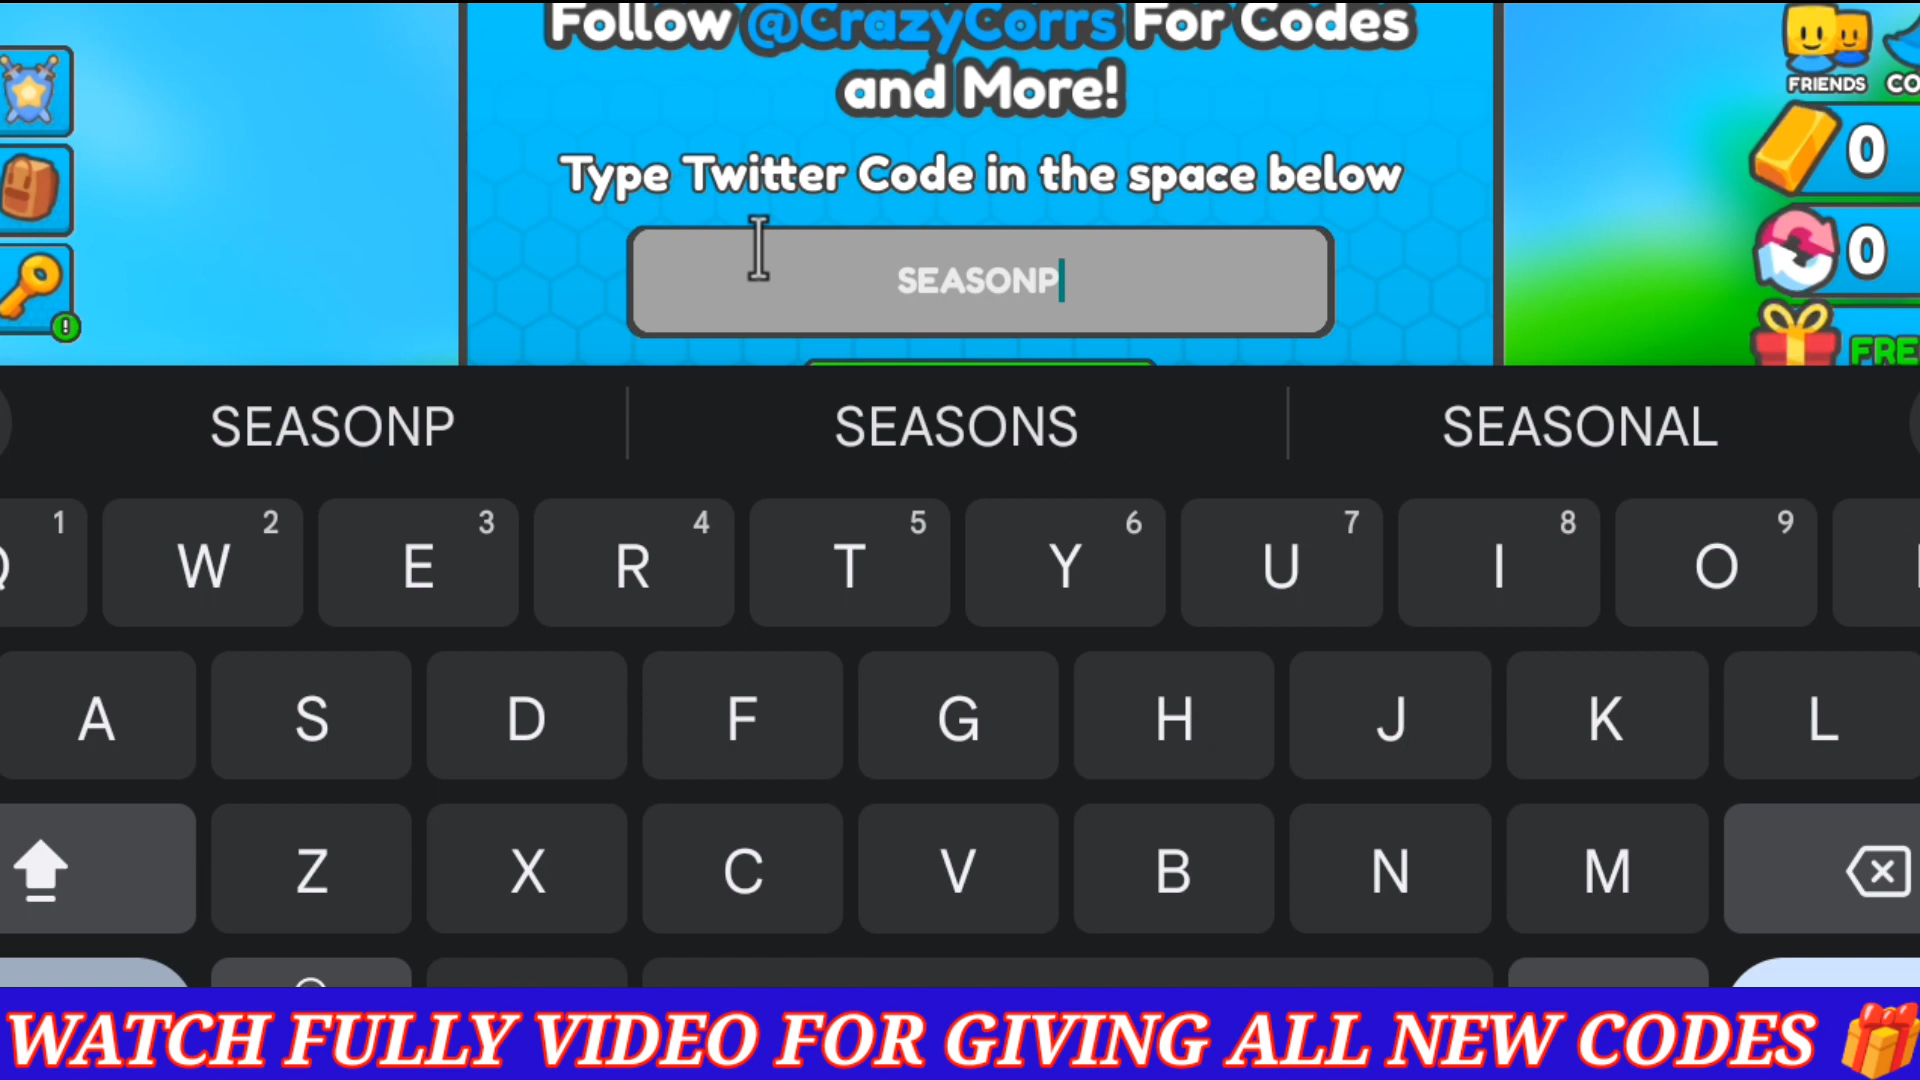 Follow @CrazyCorrs For Codes
and More!
FRIENDS
Type Twitter Code in the space below
0
SEASONP
0
!
FRE
SEASONP SEASONS SEASONAL
1 2 3 4 5 6 7 8 9
W E R T Y U I O
A S D F G H J K L
Z X C V B N M
WATCH FULLY VIDEO FOR GIVING ALL NEW CODES